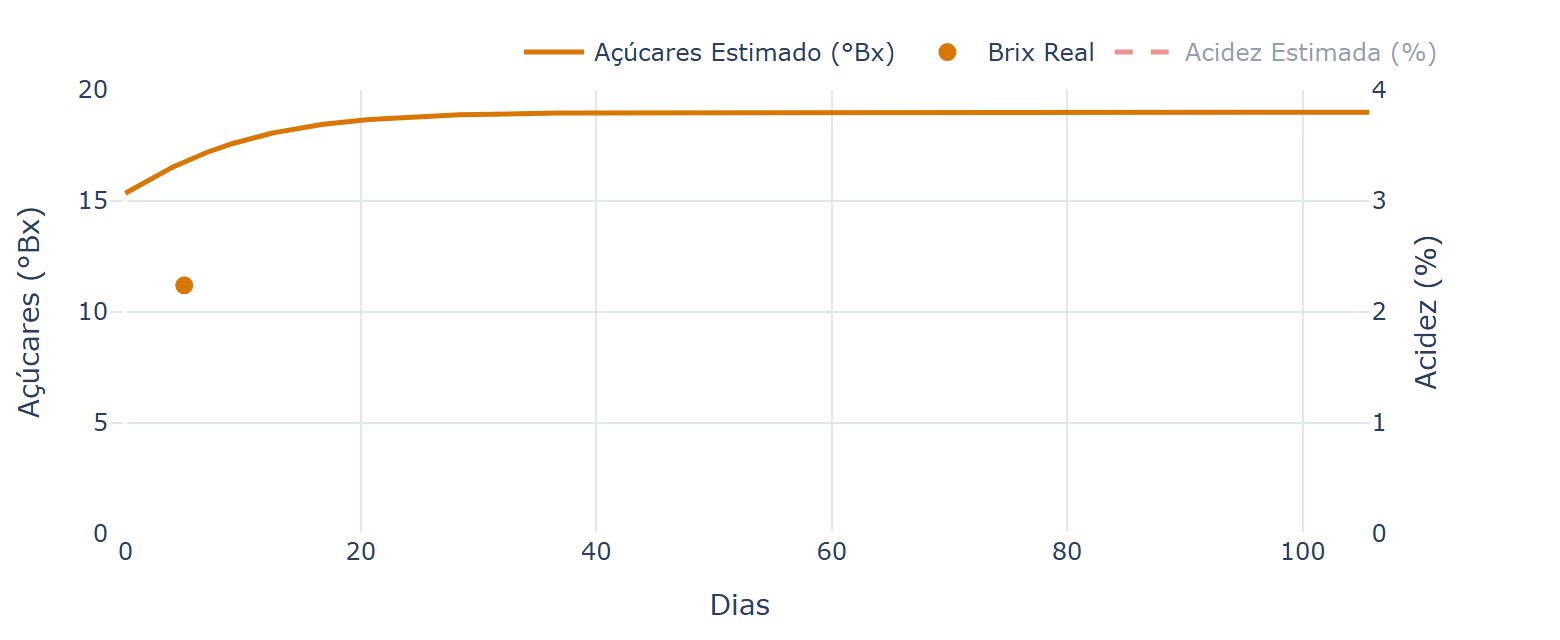 Açúcares Estimado (°Bx) Brix Real Acidez Estimada (%)
20 4
15 3
10 2
5 1
0 0
0 20 40 60 80 100
Dias
Açúcares (°Bx)
Acidez (%)